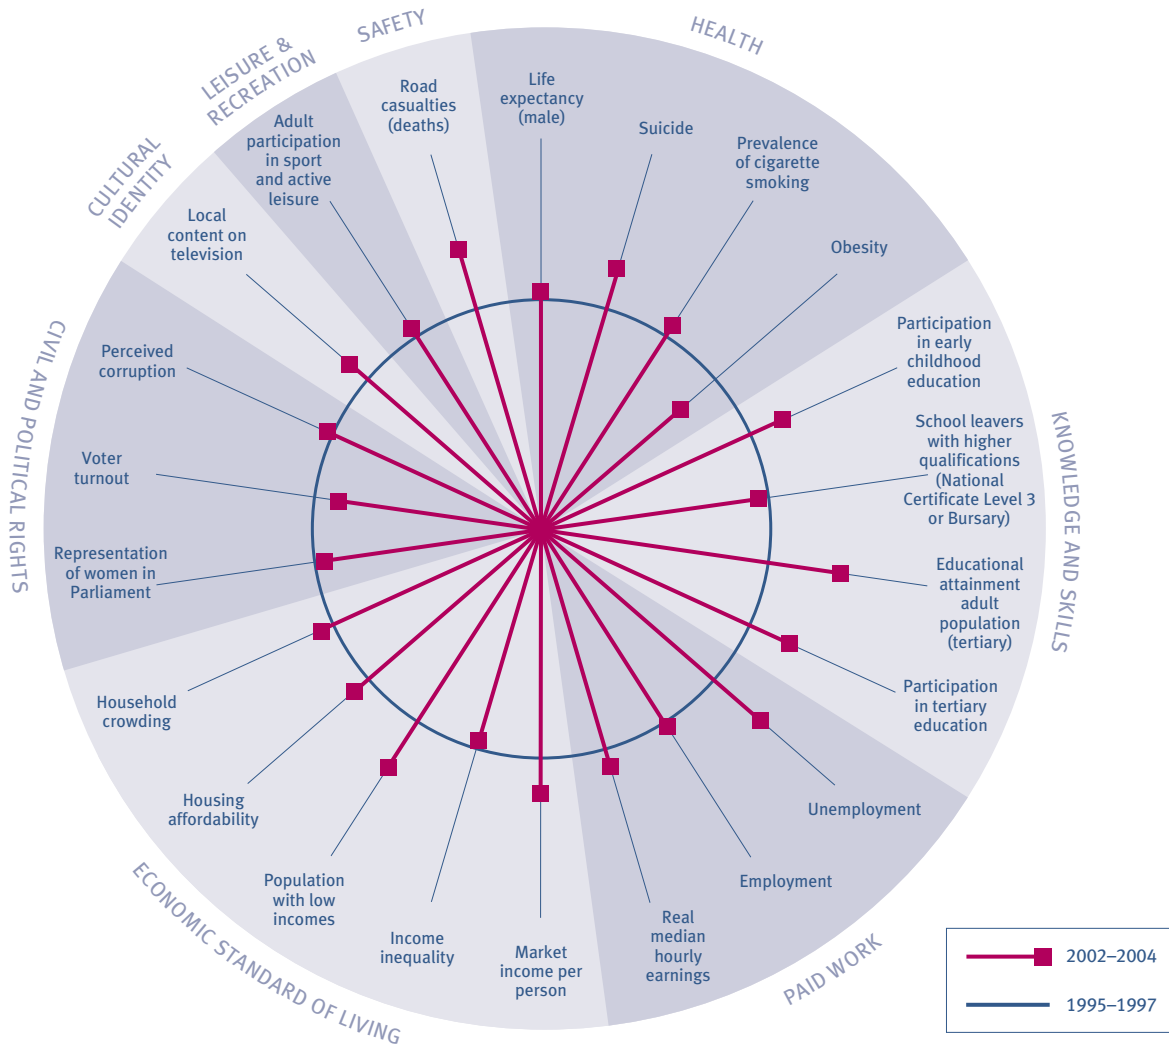 HEALTH
Life
expectancy
(male)
Suicide
Prevalence
of cigarette
smoking
Obesity
KNOWLEDGE AND SKILLS
Participation
in early
childhood
education
School leavers
with higher
qualifications
(National
Certificate Level 3
or Bursary)
Educational
attainment
adult
population
(tertiary)
Participation
in tertiary
education
PAID WORK
Unemployment
Employment
Real
median
hourly
earnings
ECONOMIC STANDARD OF LIVING
Market
income per
person
Income
inequality
Population
with low
incomes
Housing
affordability
Household
crowding
CIVIL AND POLITICAL RIGHTS
Representation
of women in
Parliament
Voter
turnout
Perceived
corruption
CULTURAL
IDENTITY
Local
content on
television
LEISURE &
RECREATION
Adult
participation
in sport
and active
leisure
SAFETY
Road
casualties
(deaths)
2002–2004
1995–1997